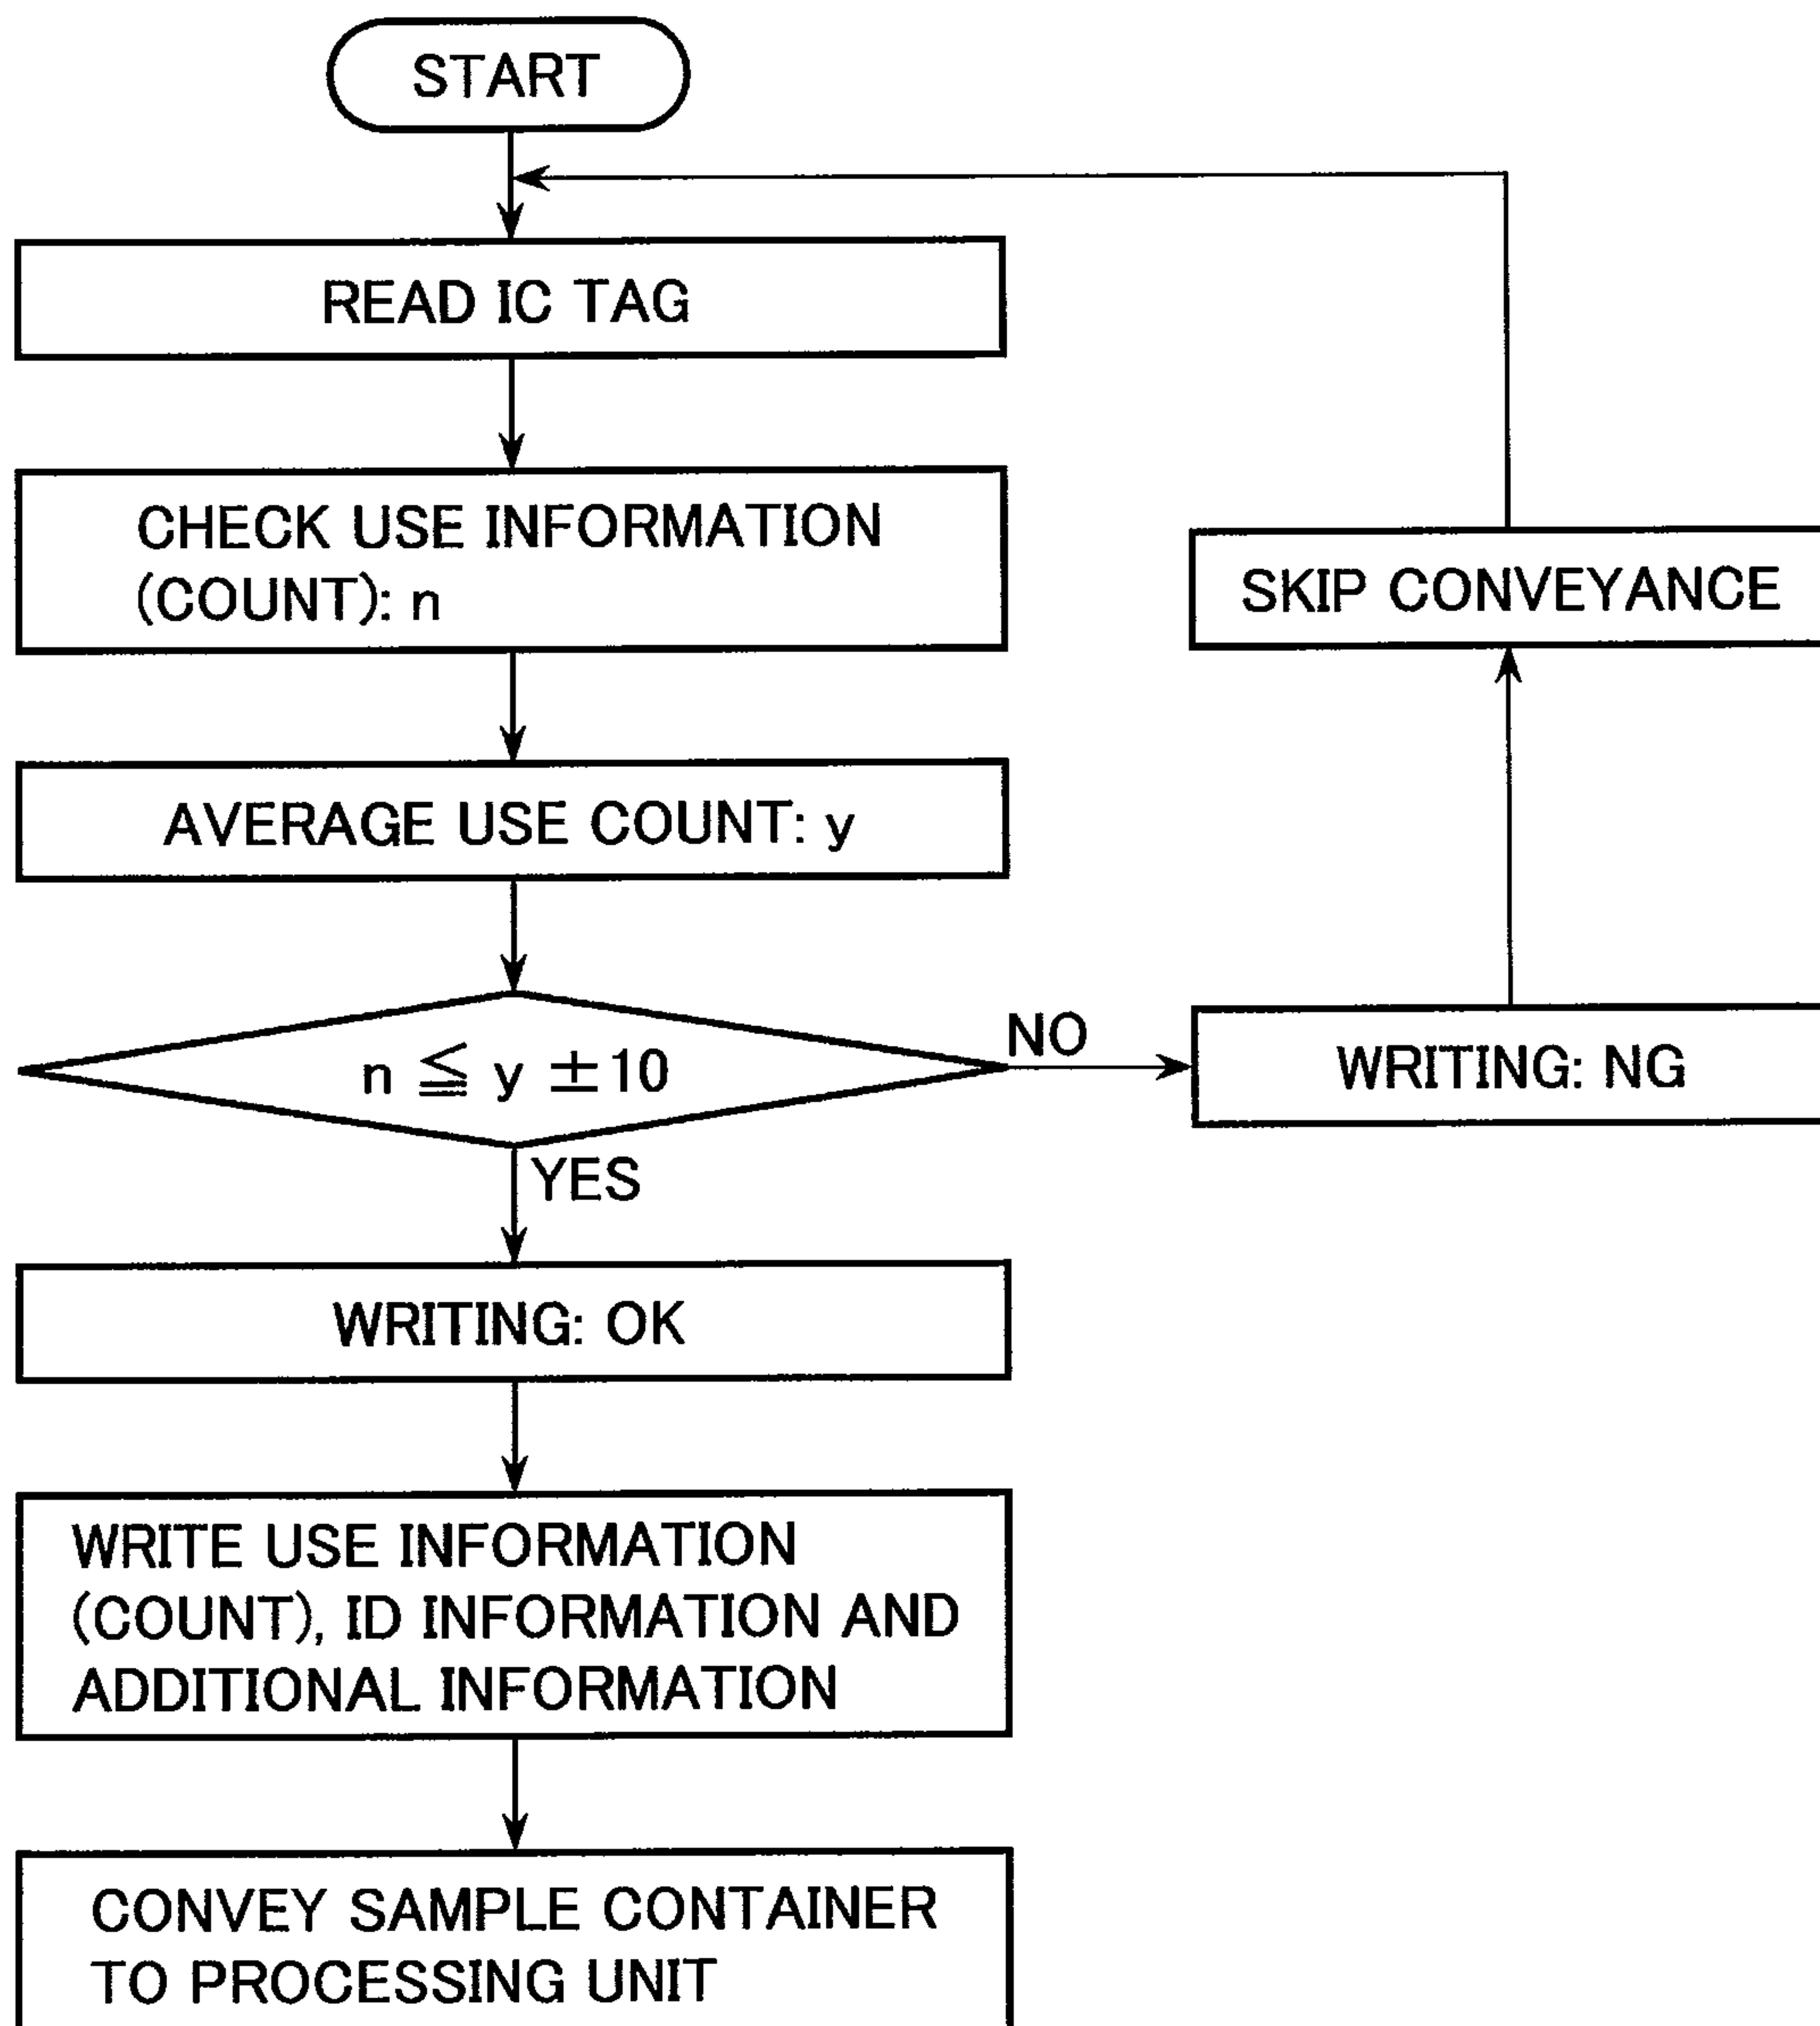 START
READ IC TAG
CHECK USE INFORMATION
(COUNT): n
SKIP CONVEYANCE
AVERAGE USE COUNT: y
n ≦ y ±10
NO
WRITING: NG
YES
WRITING: OK
WRITE USE INFORMATION
(COUNT), ID INFORMATION AND
ADDITIONAL INFORMATION
CONVEY SAMPLE CONTAINER
TO PROCESSING UNIT